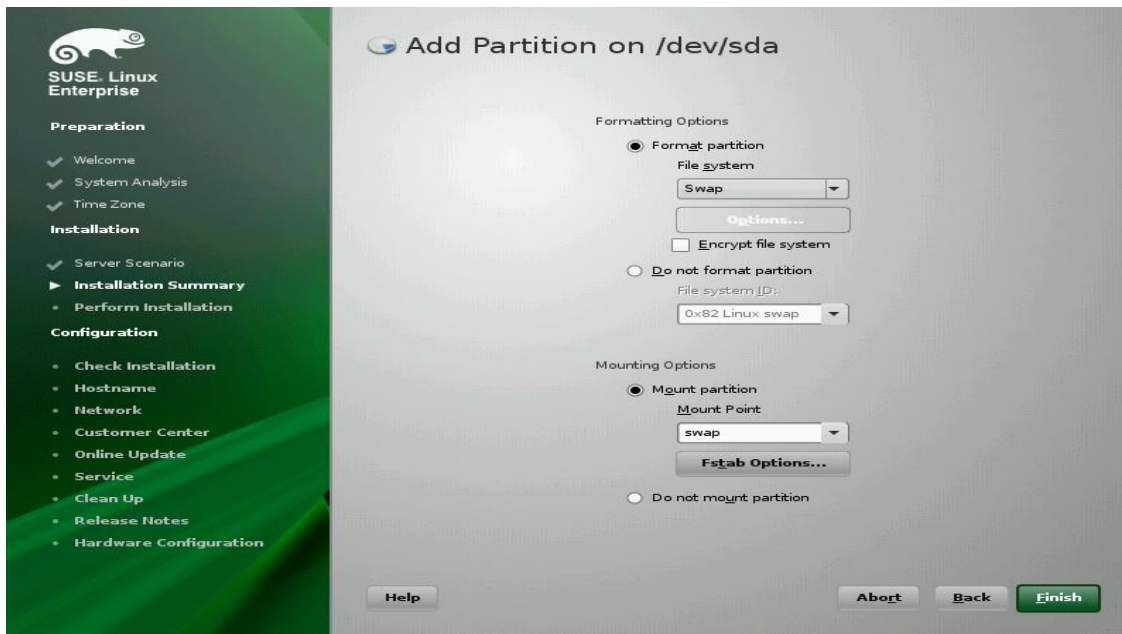 SUSE. Linux
Enterprise
Preparation
Welcome
System Analysis
Time Zone
Installation
Server Scenario
Installation Summary
Perform Installation
Configuration
Check Installation
Hostname
Network
Customer Center
Online Update
Service
Clean Up
Release Notes
Hardware Configuration
Add Partition on /dev/sda
Formatting Options
Format partition
File system
Swap
Options...
Encrypt file system
Do not format partition
File system ID:
0x82 Linux swap
Mounting Options
Mount partition
Mount Point
swap
Fstab Options...
Do not mount partition
Help
Abort
Back
Finish